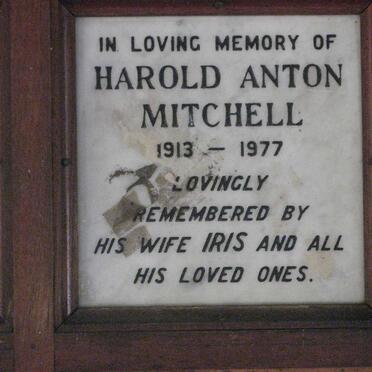 IN LOVING MEMORY OF
HAROLD ANTON
MITCHELL
1913 — 1977
LOVINGLY
REMEMBERED BY
HIS WIFE IRIS AND ALL
HIS LOVED ONES.